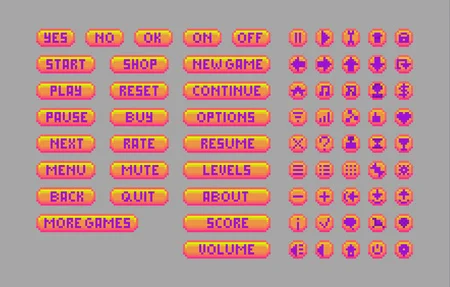 YES NO OK ON OFF
START SHOP NEW GAME
PLAY RESET CONTINUE
PAUSE BUY OPTIONS
NEXT RATE RESUME
MENU MUTE LEVELS
BACK QUIT ABOUT
MORE GAMES SCORE
VOLUME